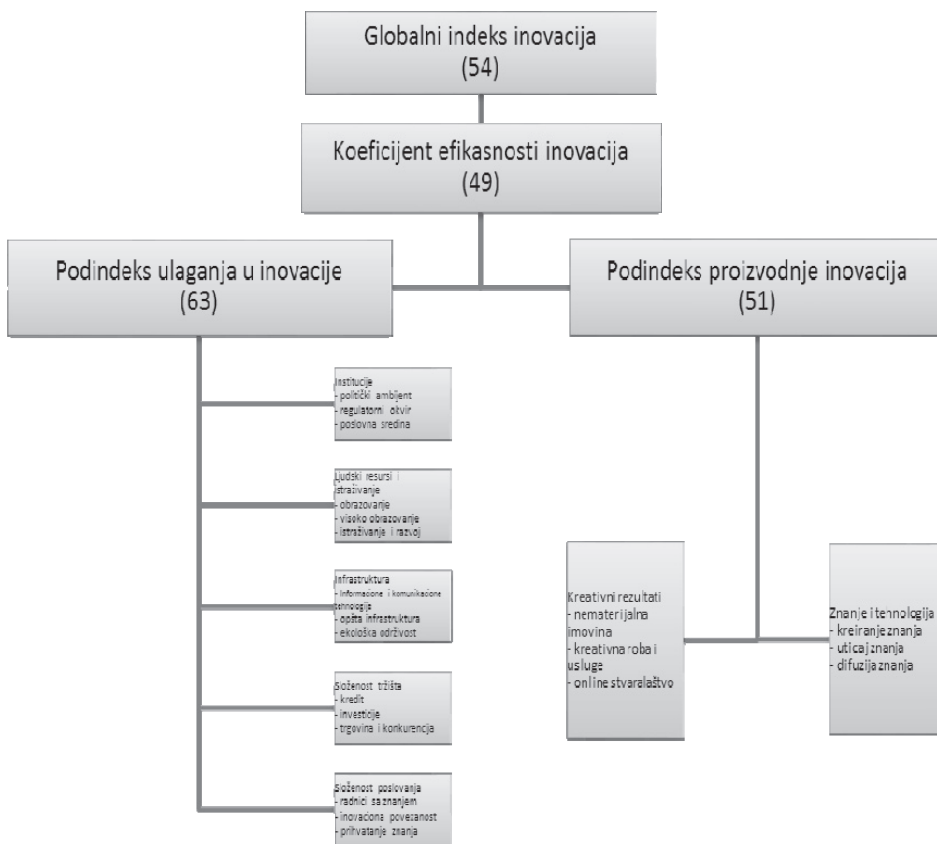 Globalni indeks inovacija
(54)
Koeficijent efikasnosti inovacija
(49)
Podindeks ulaganja u inovacije
(63)
Podindeks proizvodnje inovacija
(51)
Institucije
- politički ambijent
- regulatorni okvir
- poslovna sredina
Ljudski resursi i
istraživanje
- obrazovanje
- visoko obrazovanje
- istraživanje i razvoj
Infrastruktura
- Informacione i komunikacione
tehnologije
- opšta infrastruktura
- ekološka održivost
Složenost tržišta
- kredit
- investicije
- trgovina i konkurencija
Složenost poslovanja
- radnici sa znanjem
- inovaciona povezanost
- prihvatanje znanja
Kreativni rezultati
- nematerijalna
imovina
- kreativna roba i
usluge
- online stvaralaštvo
Znanje i tehnologija
- kreiranje znanja
- uticaj znanja
- difuzija znanja